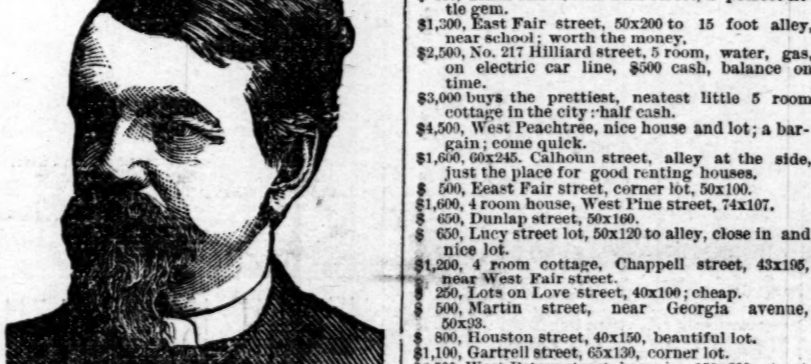 tle gem.
$1,300, East Fair street, 50x200 to 15 foot alley,
near school; worth the money,
$2,500, No. 217 Hilliard street, 5 room, water, gas,
on electric car line, $500 cash, balance on
time.
$3,000 buys the prettiest, neatest little 5 room
cottage in the city: half cash.
$4,500, West Peachtree, nice house and lot; a bar-
gain; come quick.
$1,600, 60x245. Calhoun street, alley at the side,
just the place for good renting houses.
$ 500, Eeast Fair street, corner lot, 50x100.
$1,600, 4 room house, West Pine street, 74x107.
$ 650, Dunlap street, 50x160.
$ 650, Lucy street lot, 50x120 to alley, close in and
nice lot.
$1,200, 4 room cottage, Chappell street, 43x195,
near West Fair street.
$ 250, Lots on Love street, 40x100; cheap.
$ 500, Martin street, near Georgia avenue,
50x93.
$ 800, Houston street, 40x150, beautiful lot.
$1,100, Gartrell street, 65x130, corner lot.